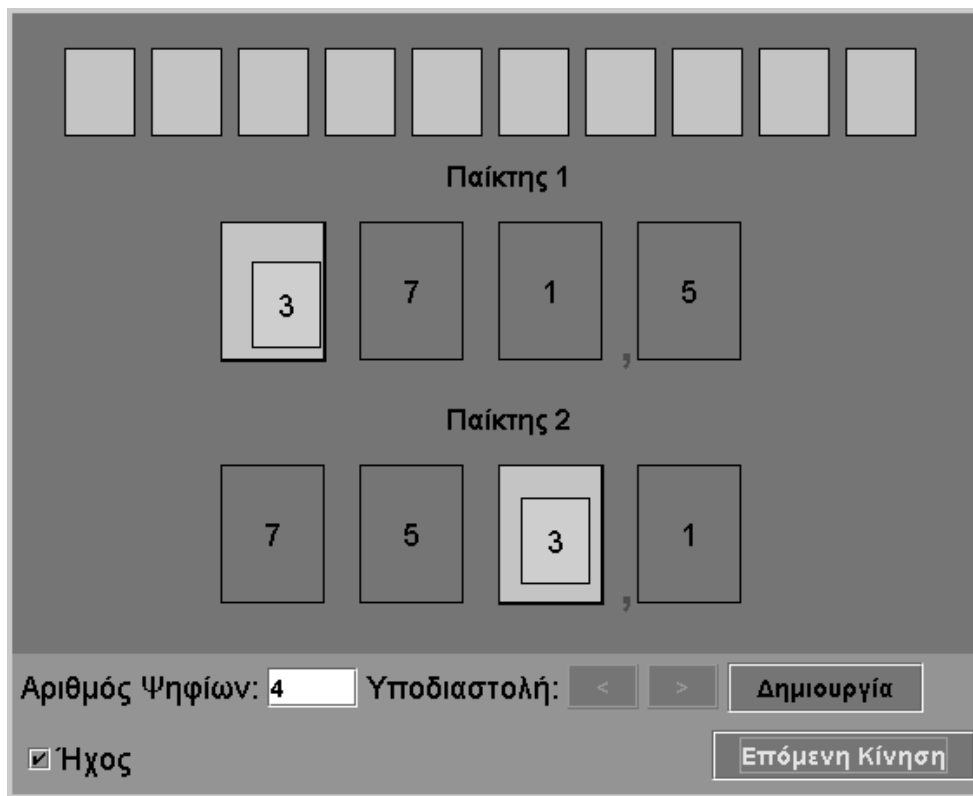 Παίκτης 1
3 7 1 , 5
Παίκτης 2
7 5 3 , 1
Αριθμός Ψηφίων: 4 Υποδιαστολή: < > Δημιουργία
Ήχος Επόμενη Κίνηση